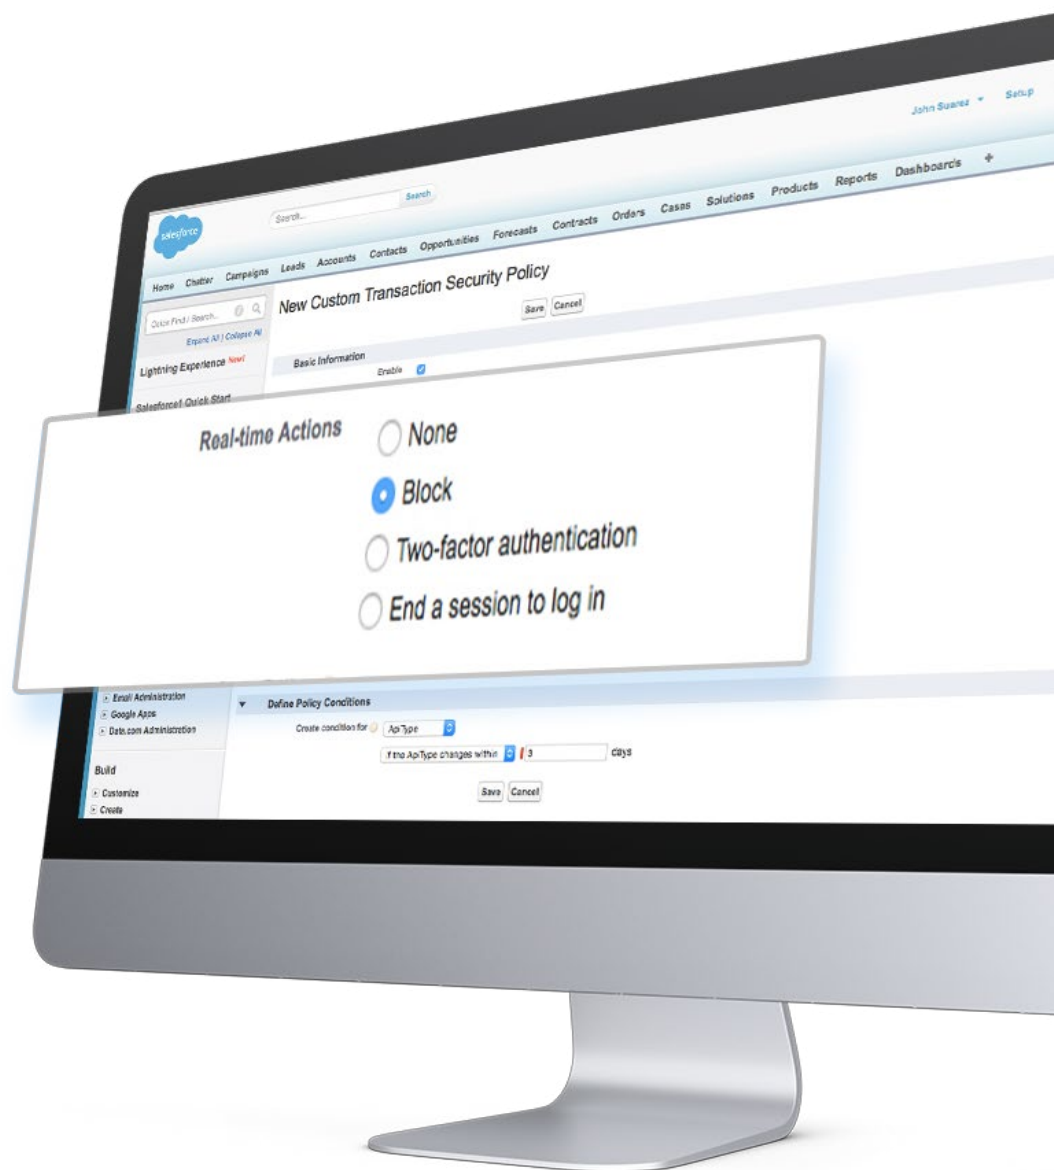 John Suarez Setup
salesforce
Search...
Search
Home Chatter Campaigns Leads Accounts Contacts Opportunities Forecasts Contracts Orders Cases Solutions Products Reports Dashboards +
Quick Find / Search...
Expand All | Collapse All
New Custom Transaction Security Policy
Save Cancel
Lightning Experience New!
Salesforce1 Quick Start
Basic Information
Enable
Real-time Actions
None
Block
Two-factor authentication
End a session to log in
Email Administration
Google Apps
Data.com Administration
Build
Customize
Create
Define Policy Conditions
Create condition for ApiType
If the ApiType changes within 3 days
Save Cancel